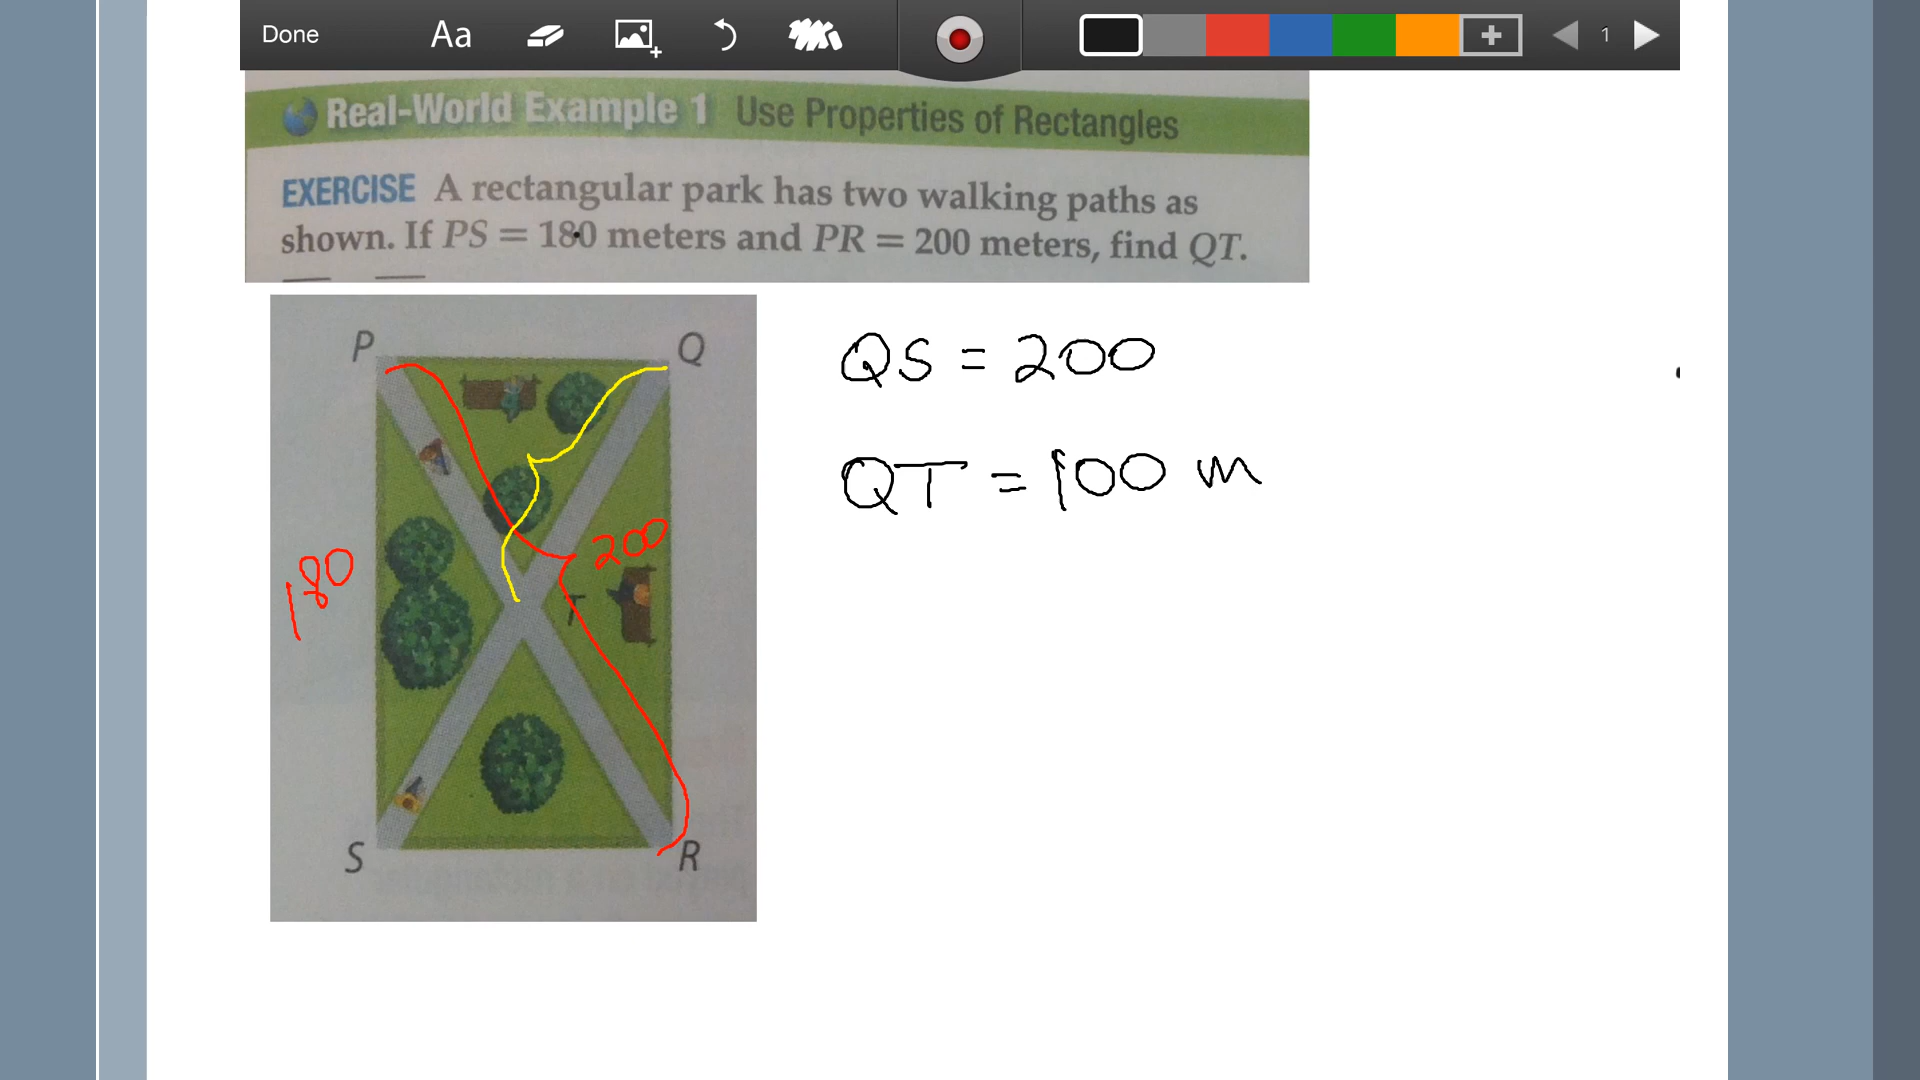 Done Aa 1
Real-World Example 1 Use Properties of Rectangles
EXERCISE A rectangular park has two walking paths as
shown. If PS = 180 meters and PR = 200 meters, find QT.
P Q
QS = 200
QT = 100 m
200
180
T
S R